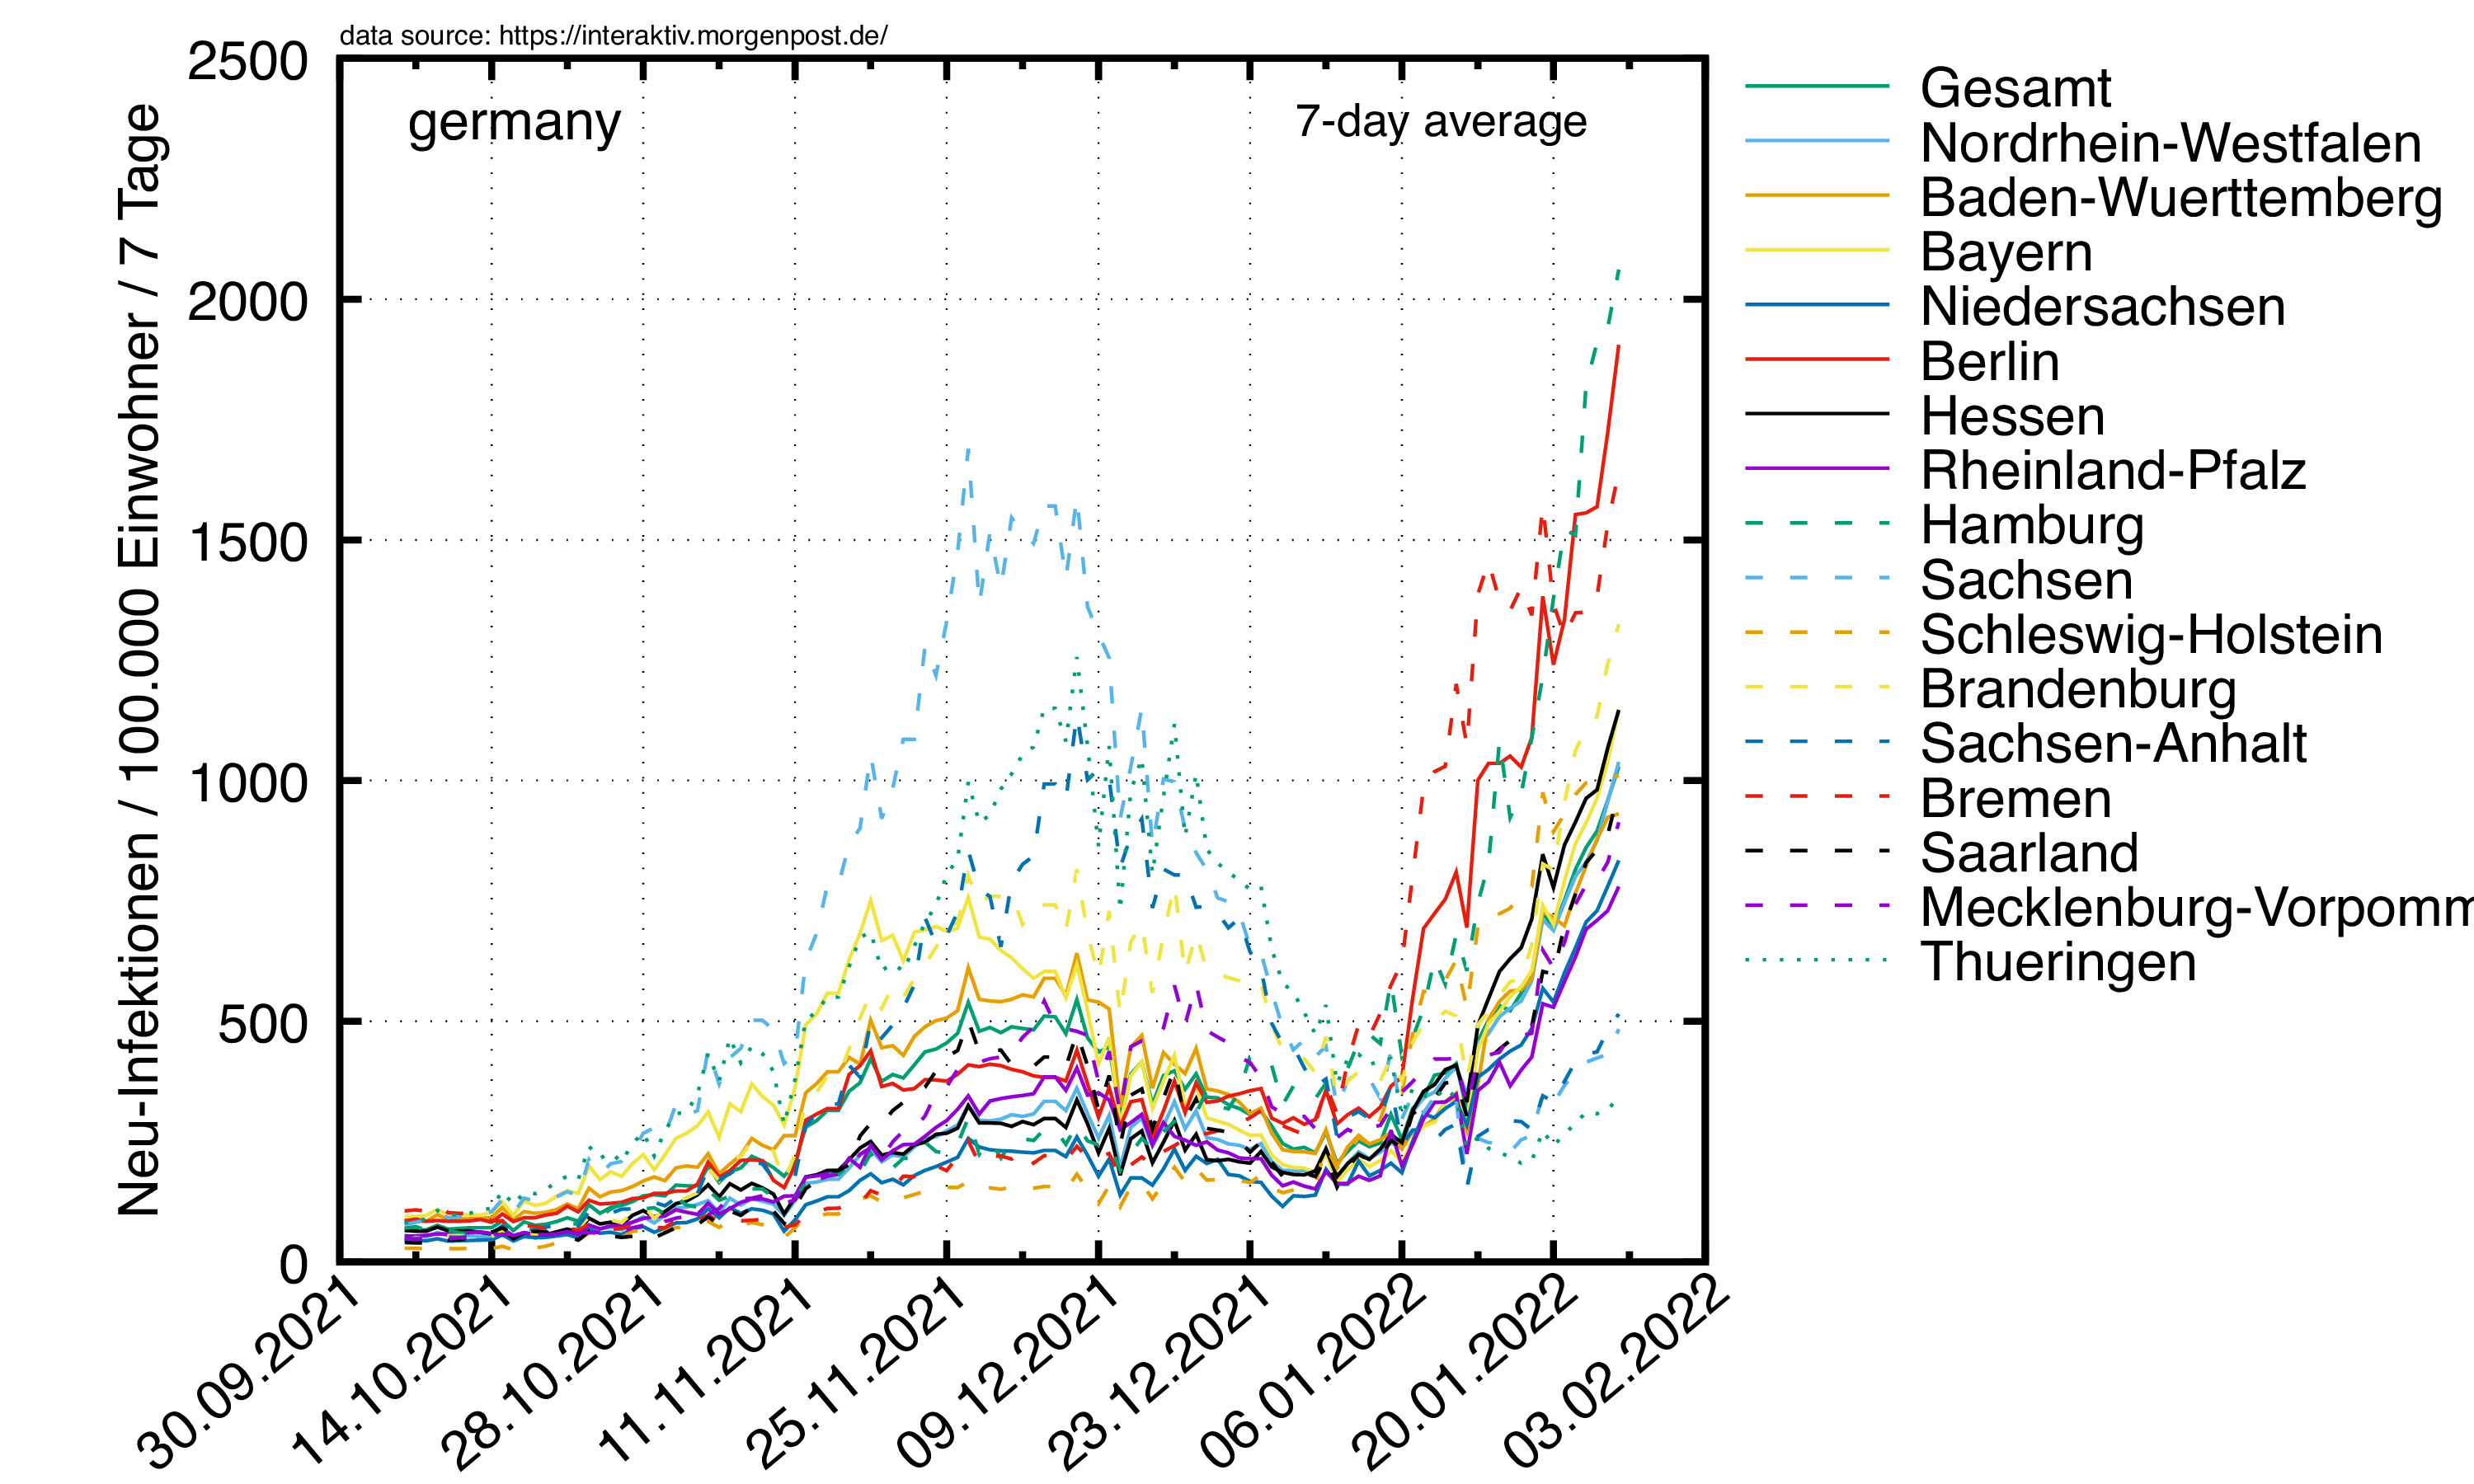 data source: https://interaktiv.morgenpost.de/
germany
7-day average
Neu-Infektionen / 100.000 Einwohner / 7 Tage
2500
2000
1500
1000
500
0
30.09.2021
14.10.2021
28.10.2021
11.11.2021
25.11.2021
09.12.2021
23.12.2021
06.01.2022
20.01.2022
03.02.2022
Gesamt
Nordrhein-Westfalen
Baden-Wuerttemberg
Bayern
Niedersachsen
Berlin
Hessen
Rheinland-Pfalz
Hamburg
Sachsen
Schleswig-Holstein
Brandenburg
Sachsen-Anhalt
Bremen
Saarland
Mecklenburg-Vorpomm
Thueringen